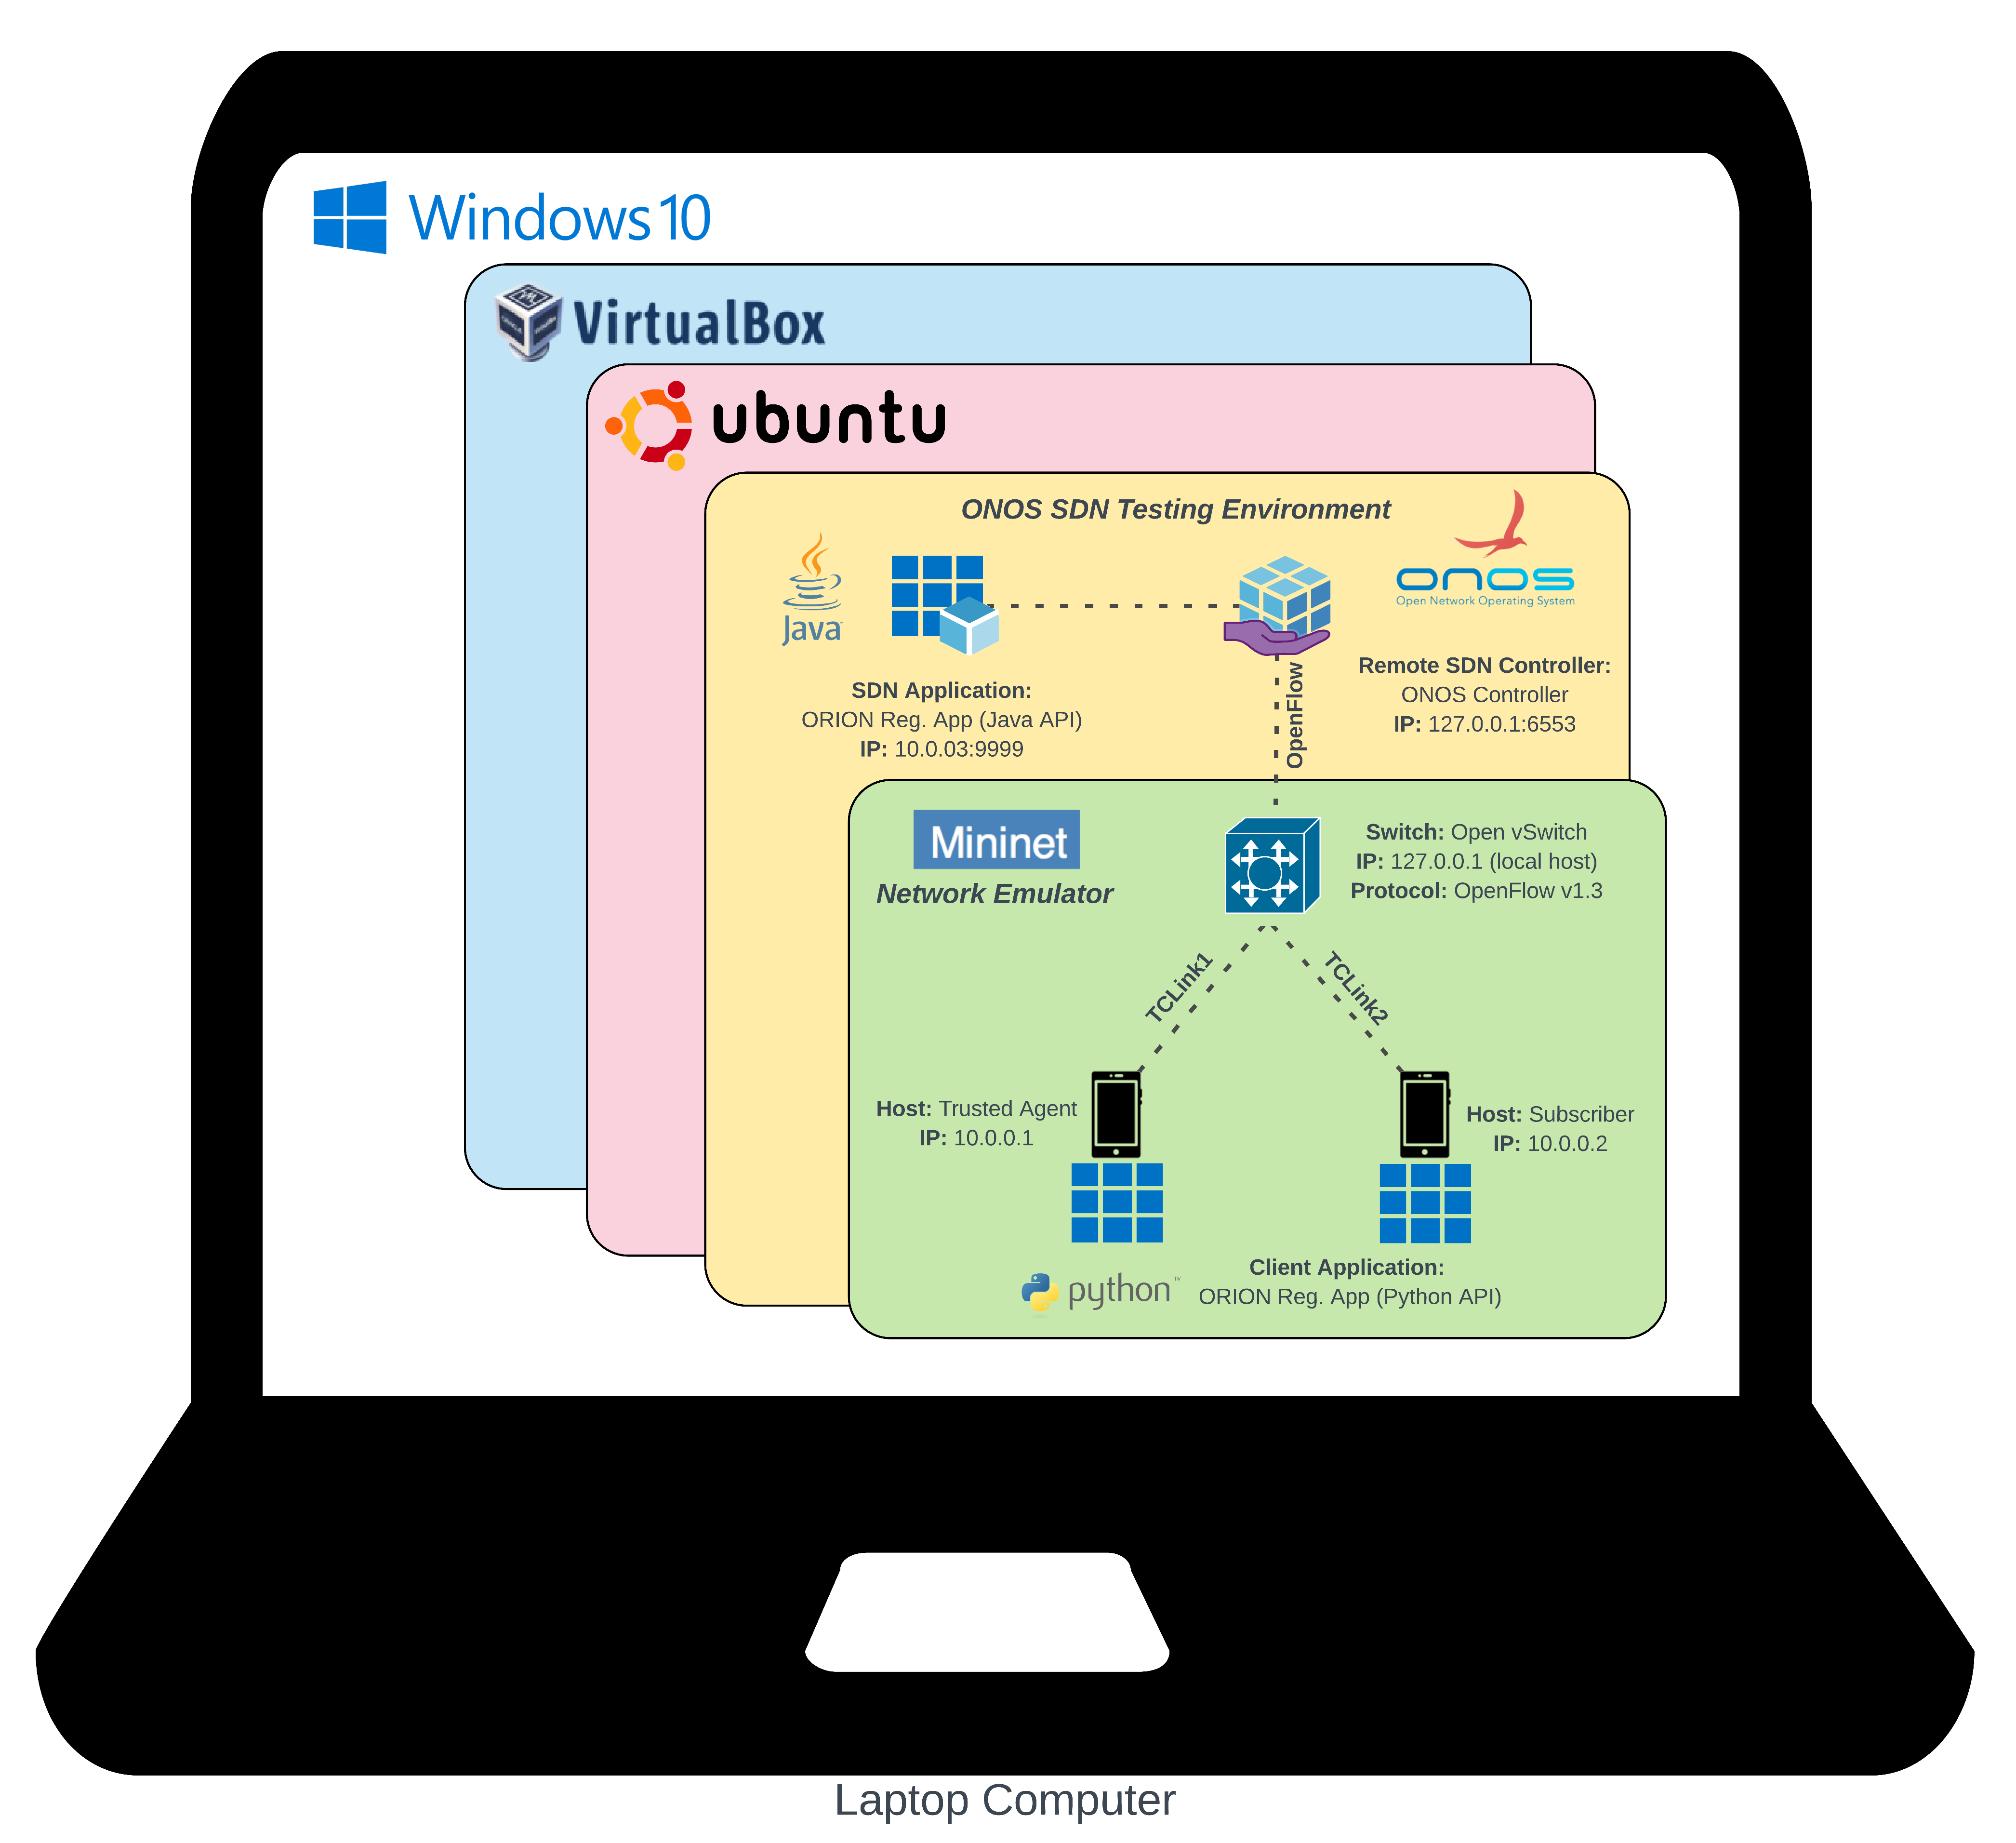 Windows 10
VirtualBox
ubuntu
ONOS SDN Testing Environment
Java™
onos
Open Network Operating System
SDN Application:
ORION Reg. App (Java API)
IP: 10.0.03:9999
Remote SDN Controller:
ONOS Controller
IP: 127.0.0.1:6553
OpenFlow
Mininet
Network Emulator
Switch: Open vSwitch
IP: 127.0.0.1 (local host)
Protocol: OpenFlow v1.3
TCLink1
TCLink2
Host: Trusted Agent
IP: 10.0.0.1
Host: Subscriber
IP: 10.0.0.2
python™
Client Application:
ORION Reg. App (Python API)
Laptop Computer